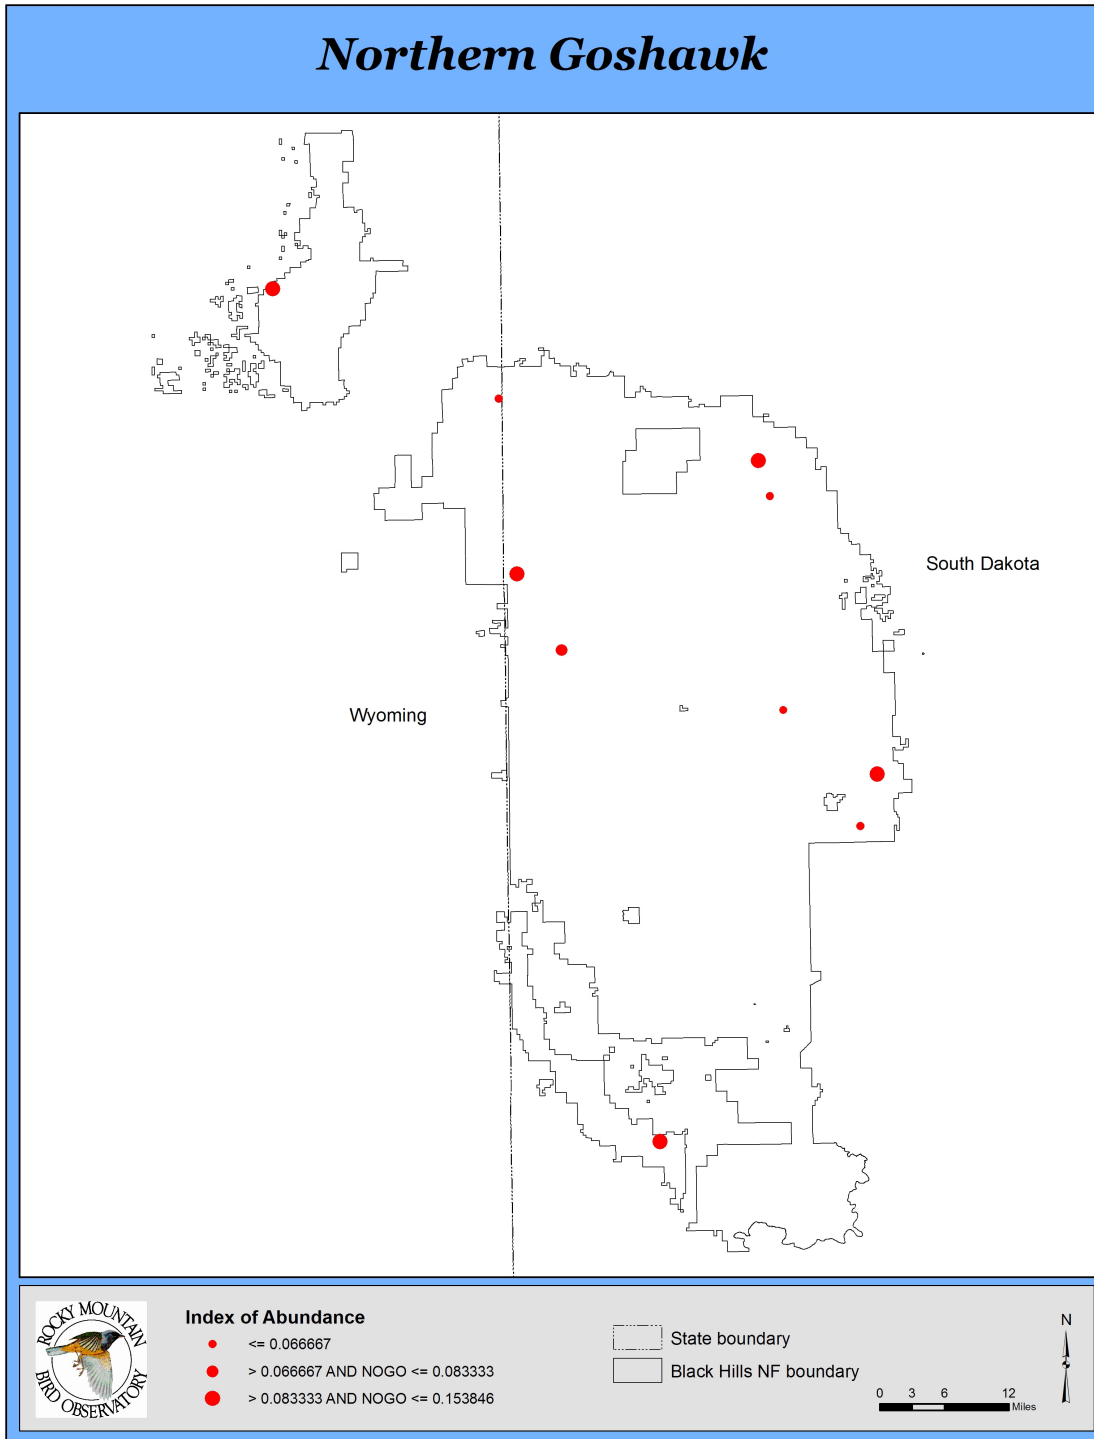 Northern Goshawk
South Dakota
Wyoming
ROCKY MOUNTAIN
BIRD OBSERVATORY
Index of Abundance
<= 0.066667
> 0.066667 AND NOGO <= 0.083333
> 0.083333 AND NOGO <= 0.153846
State boundary
Black Hills NF boundary
N
0 3 6 12
Miles